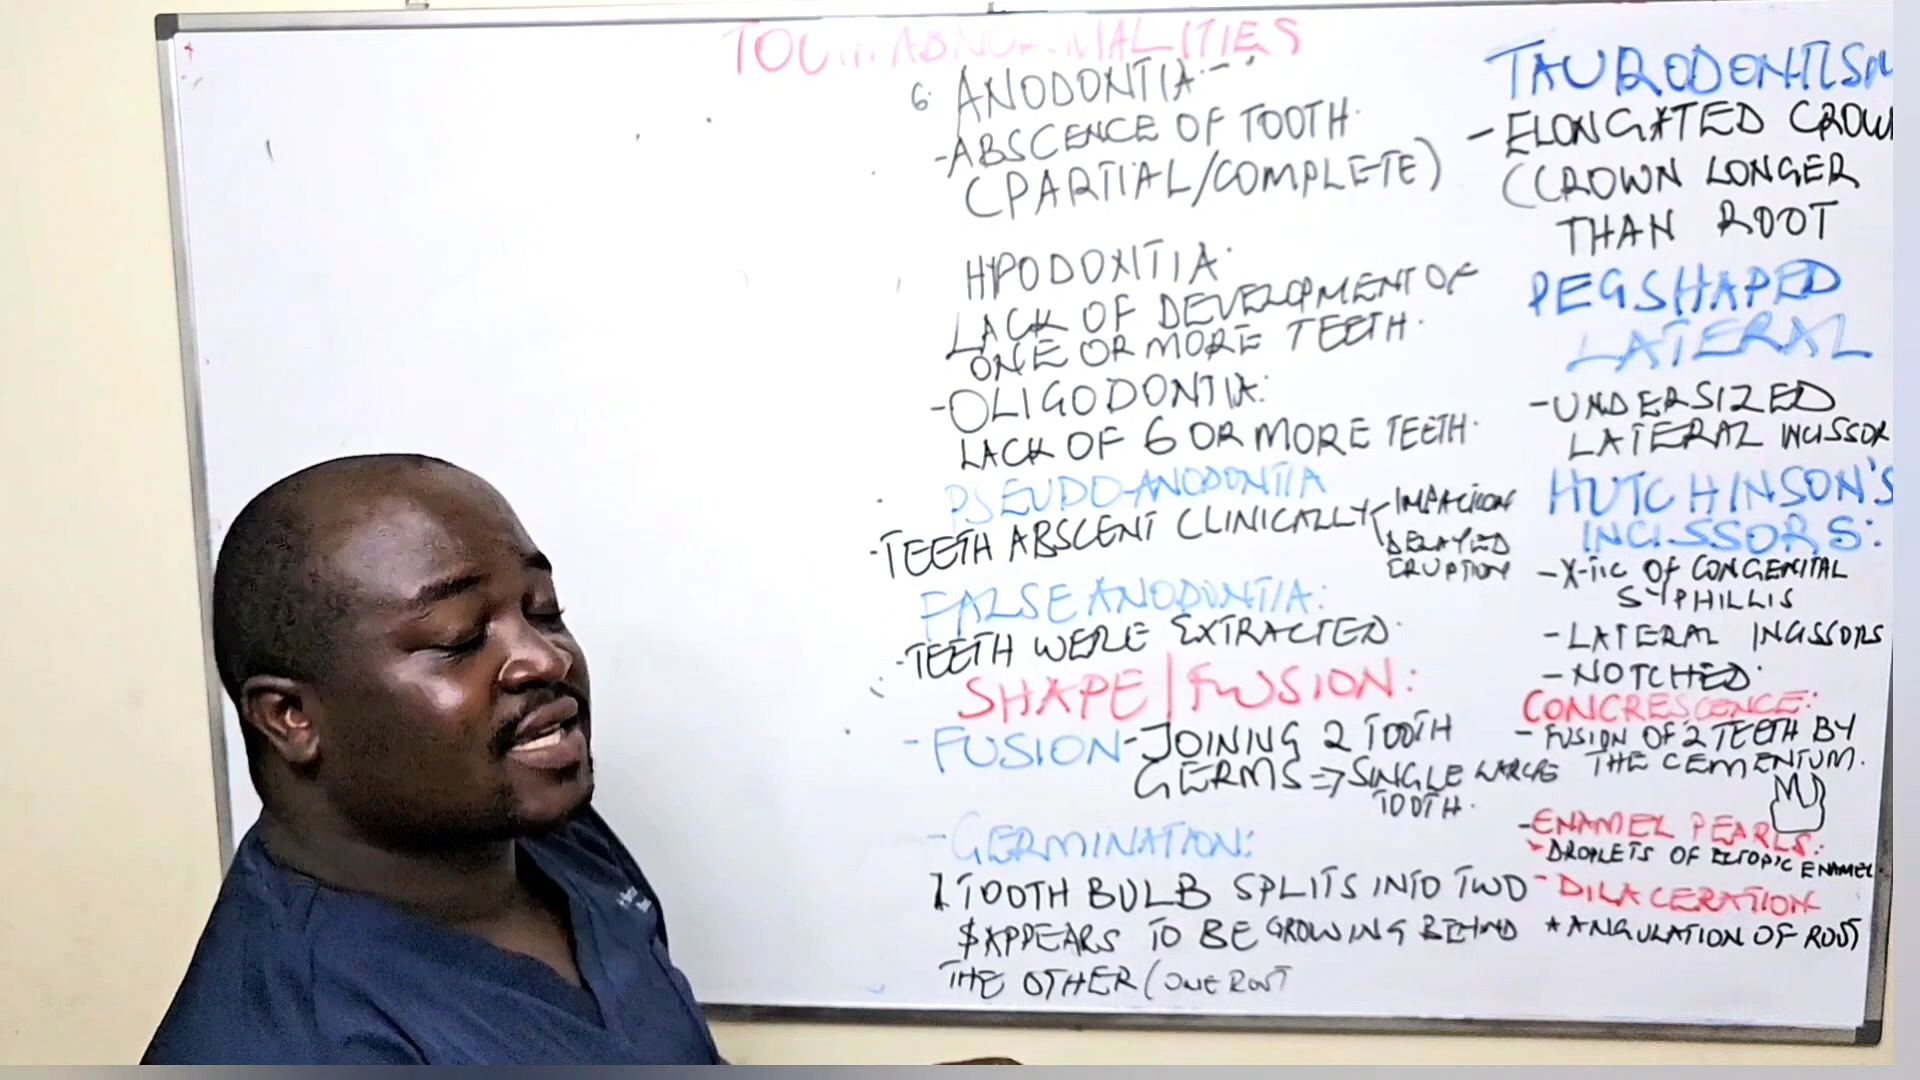 TOOTH ABNORMALITIES
6. ANODONTIA:-
-ABSCENCE OF TOOTH.
(PARTIAL/COMPLETE)
HYPODONTIA:
LACK OF DEVELOPMENT OF
ONE OR MORE TEETH.
-OLIGODONTIA:
LACK OF 6 OR MORE TEETH.
PSEUDO-ANODONTIA
-TEETH ABSCENT CLINICALLY
IMPACTION
DELAYED
ERUPTION
FALSE ANODONTIA:
-TEETH WERE EXTRACTED.
SHAPE/FUSION:
-FUSION-JOINING 2 TOOTH
GERMS => SINGLE LARGE
TOOTH.
-GERMINATION:
1 TOOTH BULB SPLITS INTO TWO
& APPEARS TO BE GROWING BEHIND
THE OTHER (ONE ROOT
TAURODONTISM
-ELONGATED CROWN
(CROWN LONGER
THAN ROOT
PEGSHAPED
LATERAL
-UNDERSIZED
LATERAL INCISSOR
HUTCHINSON'S
INCISSORS:
-X-TIC OF CONGENITAL
SYPHILLIS
-LATERAL INCISSORS
-NOTCHED.
CONCRESCENCE:
-FUSION OF 2 TEETH BY
THE CEMENTUM.
-ENAMEL PEARLS:
DROPLETS OF ECTOPIC ENAMEL.
-DILACERATION
* ANGULATION OF ROOT